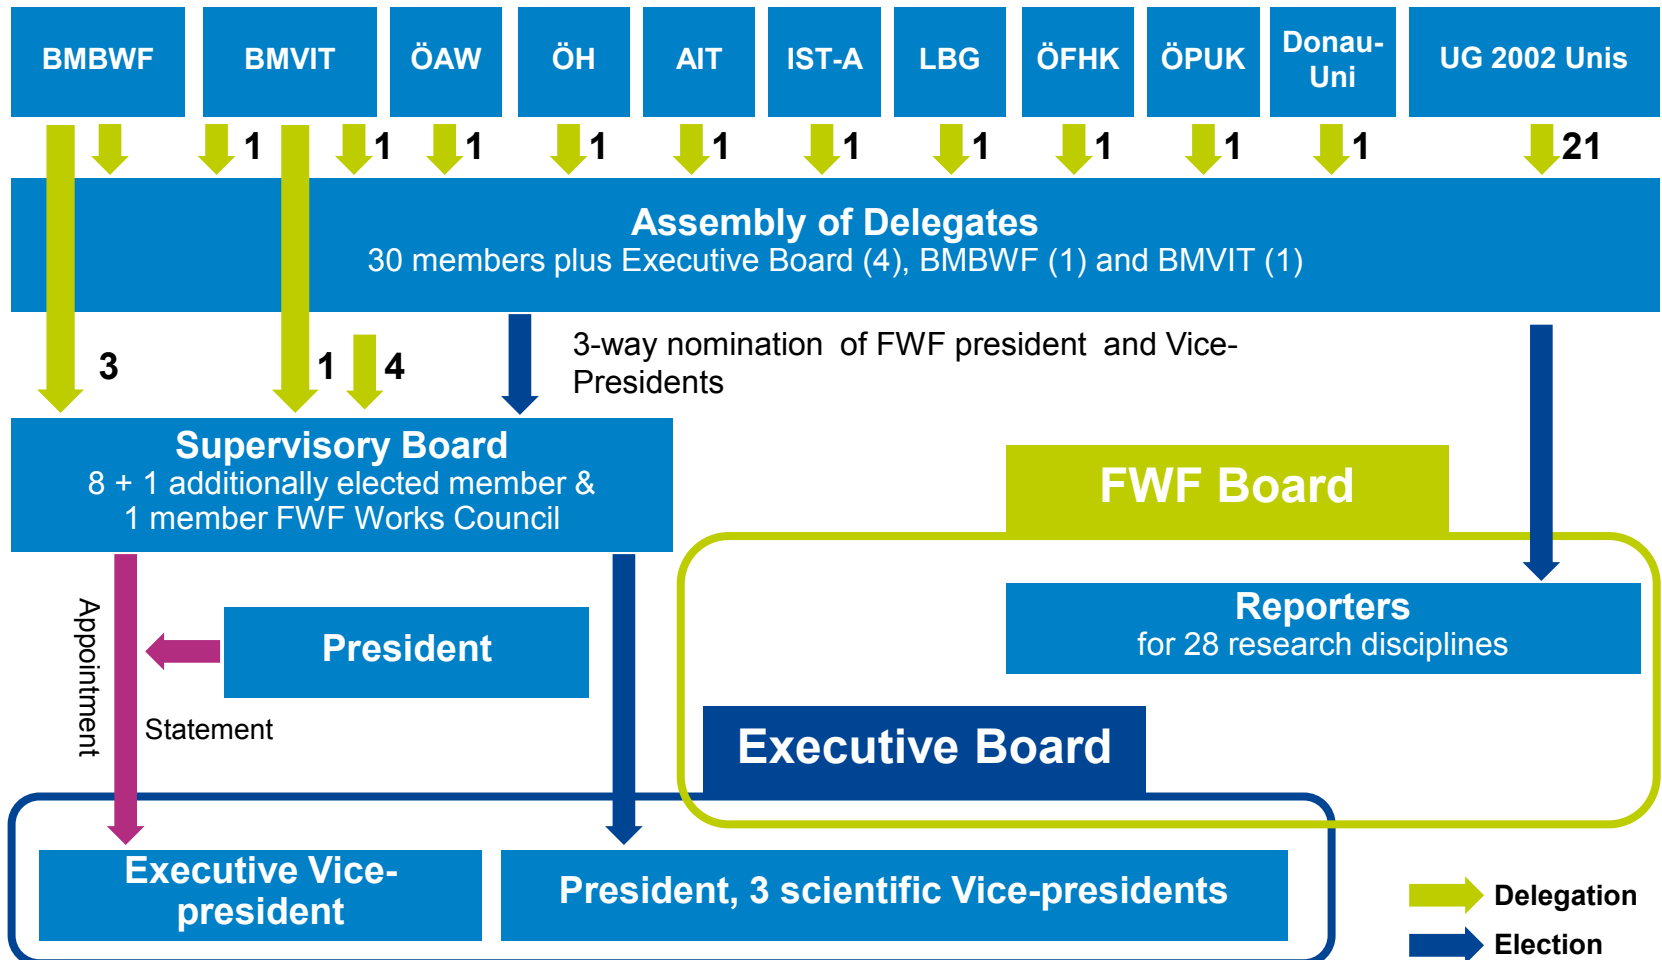 BMBWF
BMVIT
ÖAW
ÖH
AIT
IST-A
LBG
ÖFHK
ÖPUK
Donau-
Uni
UG 2002 Unis
1
1
1
1
1
1
1
1
1
1
21
Assembly of Delegates
30 members plus Executive Board (4), BMBWF (1) and BMVIT (1)
3
1
4
3-way nomination of FWF president and Vice-
Presidents
Supervisory Board
8 + 1 additionally elected member &
1 member FWF Works Council
FWF Board
Reporters
for 28 research disciplines
Appointment
President
Statement
Executive Board
Executive Vice-
president
President, 3 scientific Vice-presidents
Delegation
Election